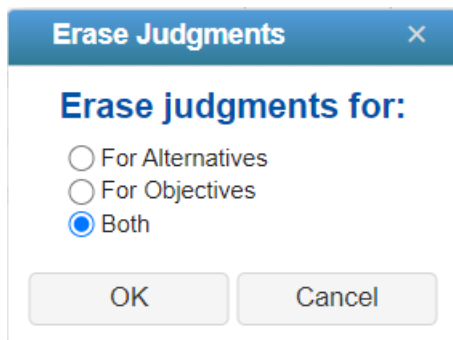 Erase Judgments ×
Erase judgments for:
For Alternatives
For Objectives
Both
OK Cancel